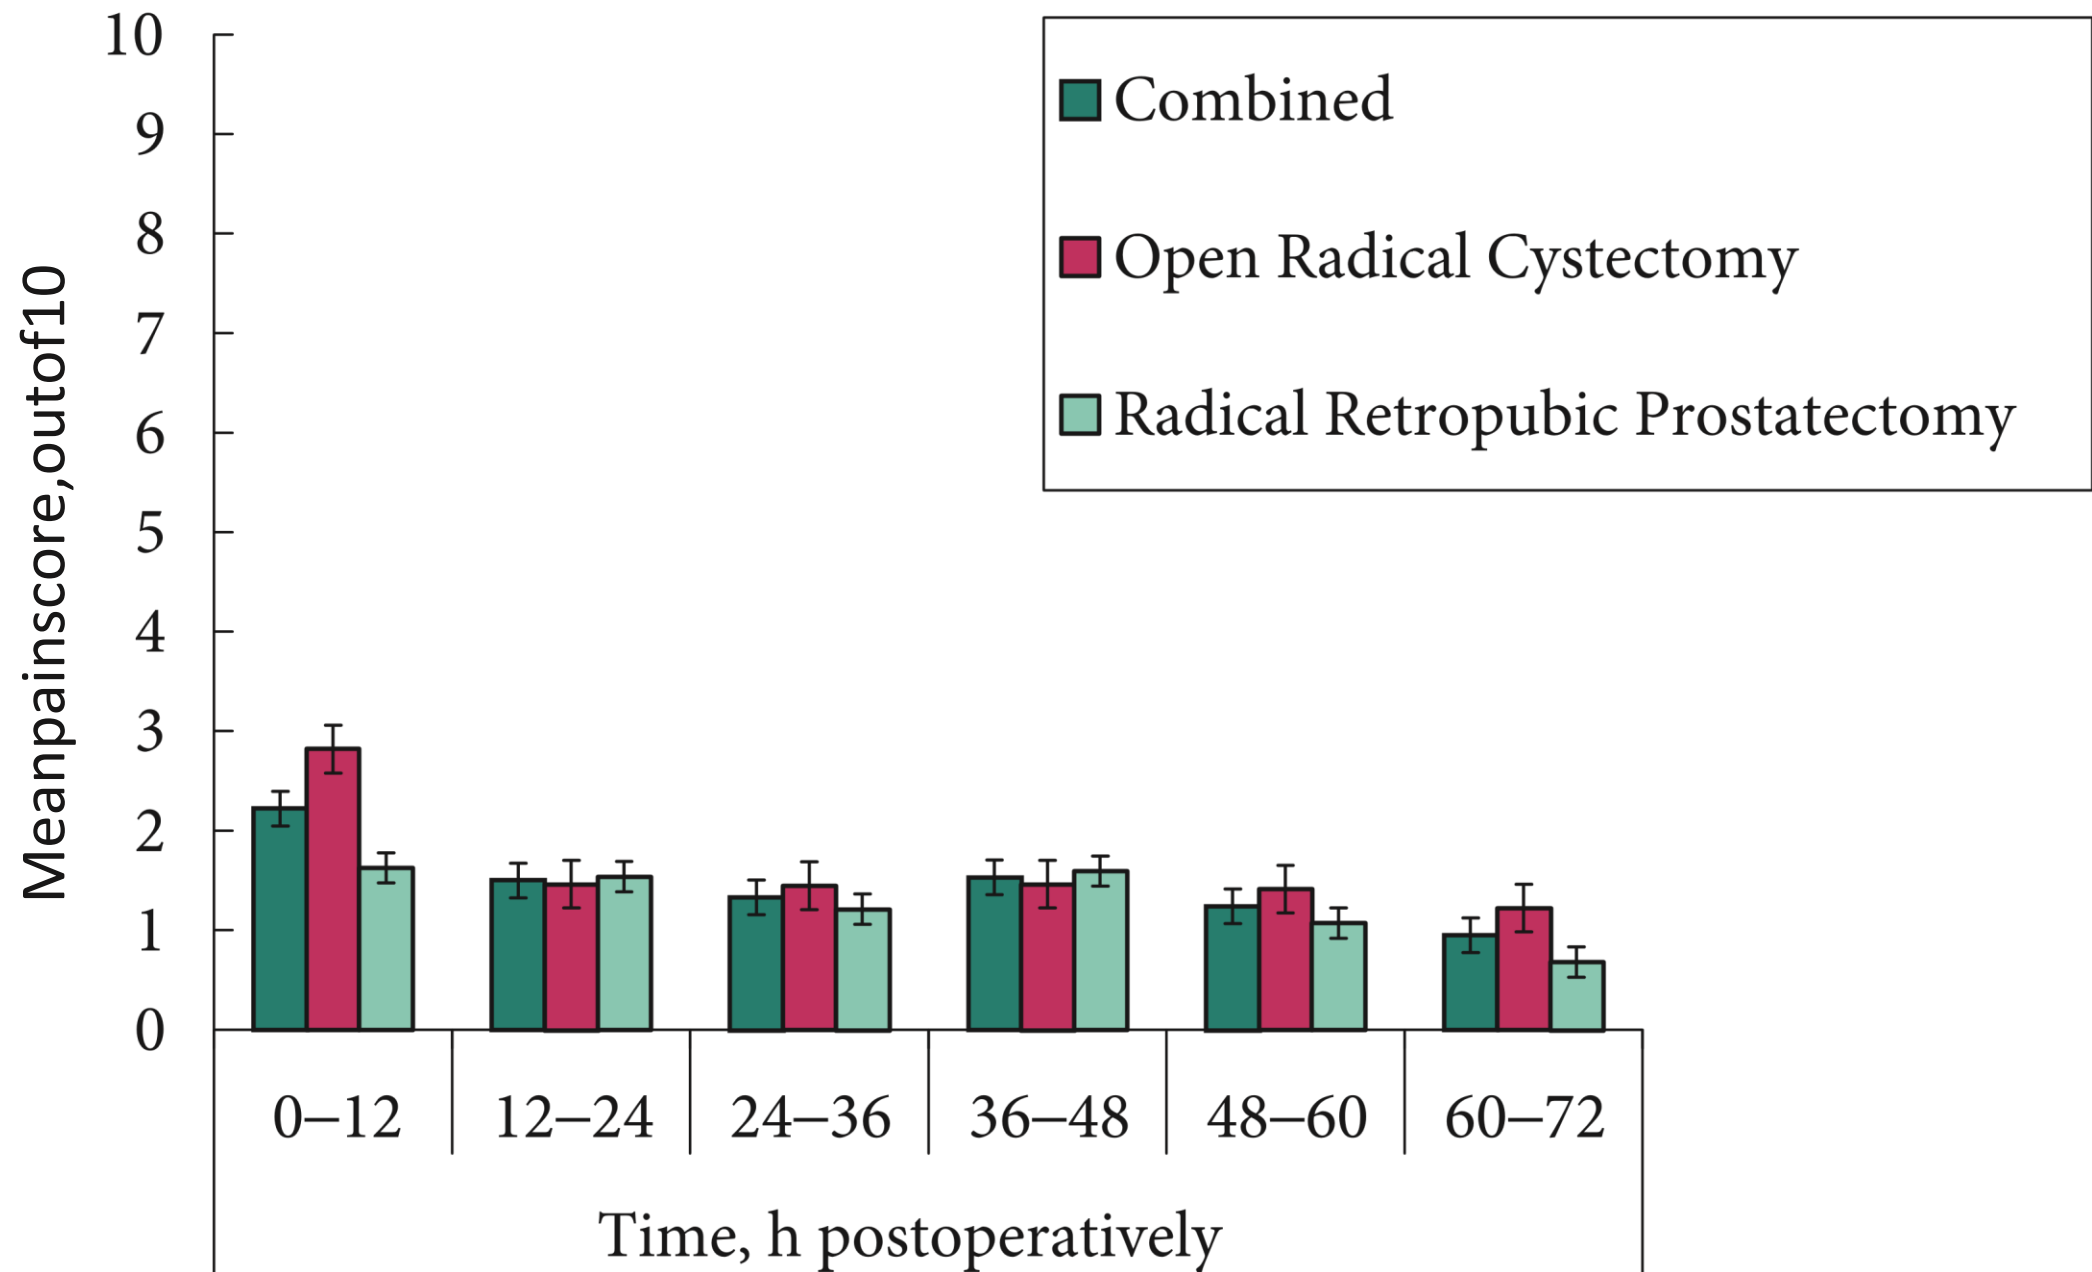 10
9
8
7
6
5
4
3
2
1
0
Meanpainscore,outof10
Combined
Open Radical Cystectomy
Radical Retropubic Prostatectomy
0–12 12–24 24–36 36–48 48–60 60–72
Time, h postoperatively